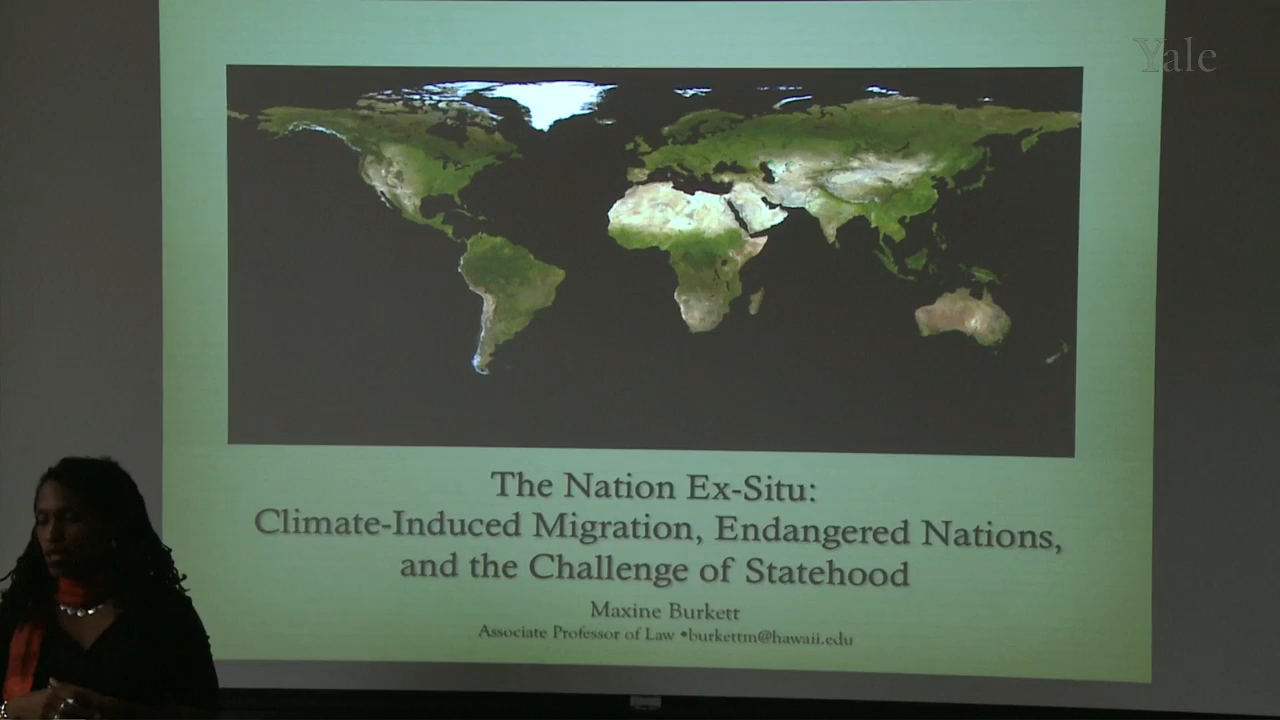 Yale
The Nation Ex-Situ:
Climate-Induced Migration, Endangered Nations,
and the Challenge of Statehood
Maxine Burkett
Associate Professor of Law •burkettm@hawaii.edu